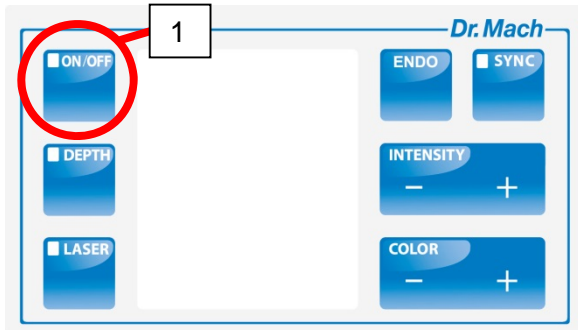 1
Dr. Mach
ON/OFF
ENDO
SYNC
DEPTH
INTENSITY
− +
LASER
COLOR
− +